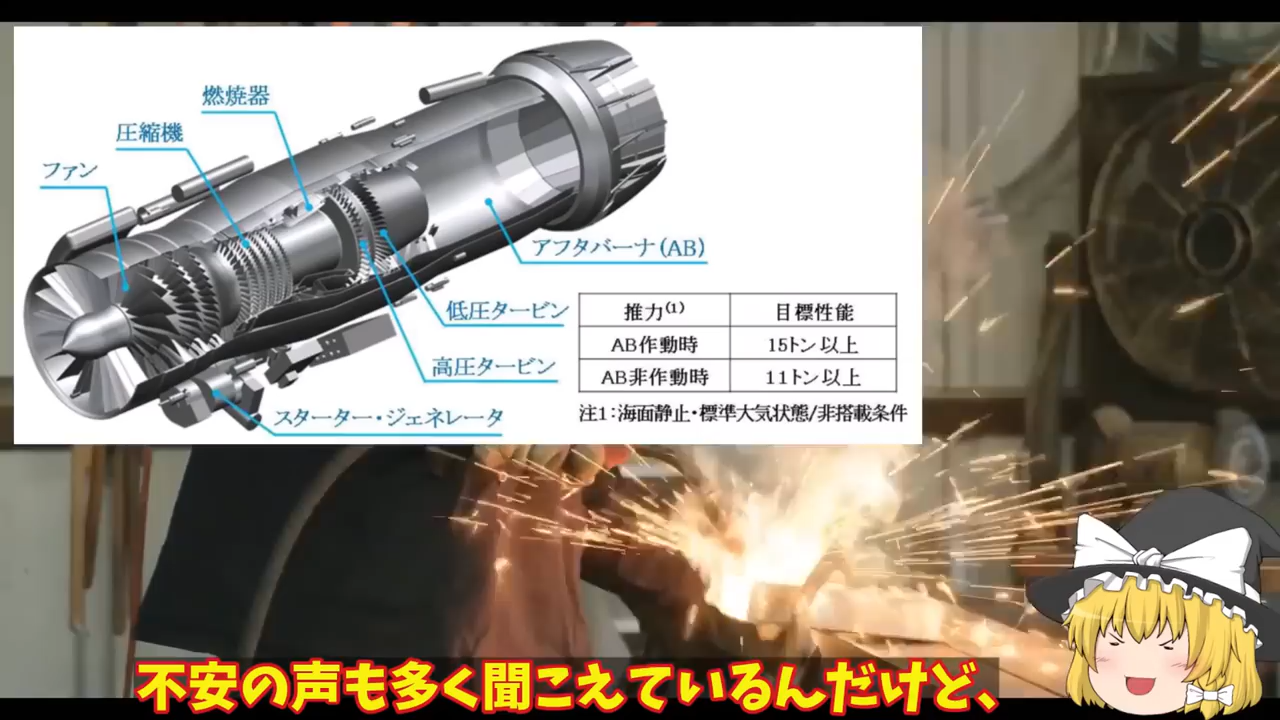 燃焼器
圧縮機
ファン
アフタバーナ(AB)
低圧タービン
高圧タービン
スターター・ジェネレータ
推力(1) 目標性能
AB作動時 15トン以上
AB非作動時 11トン以上
注1:海面静止・標準大気状態/非搭載条件
不安の声も多く聞こえているんだけど、